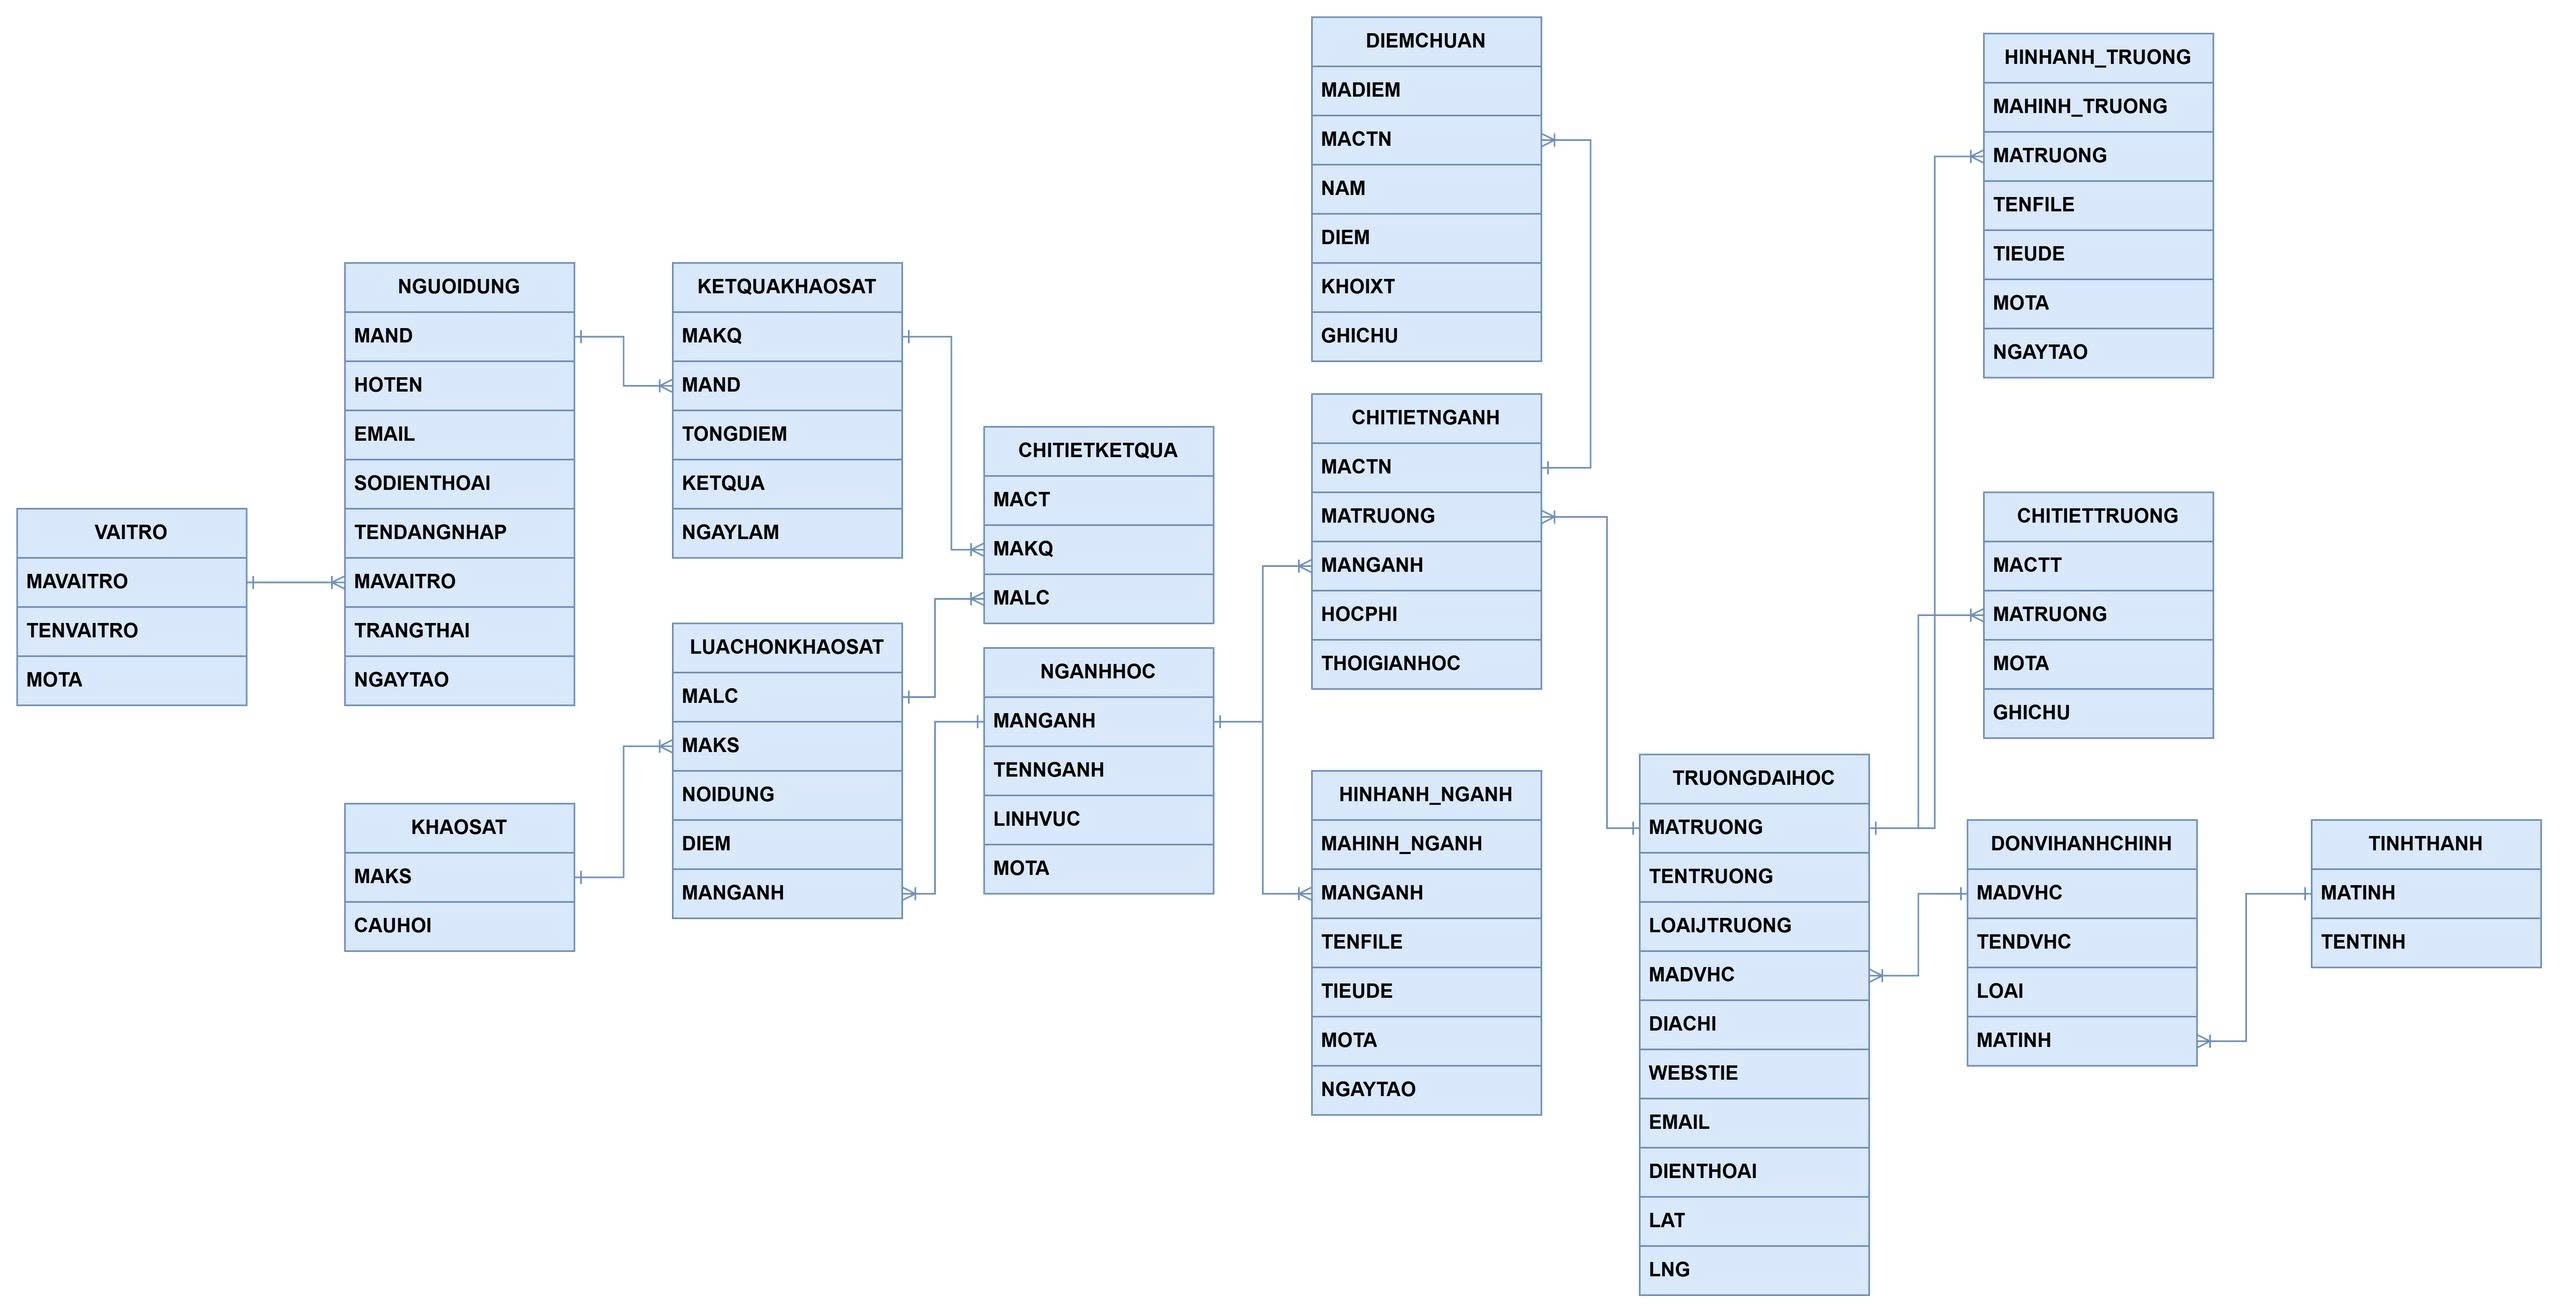 VAITRO
MAVAITRO
TENVAITRO
MOTA
NGUOIDUNG
MAND
HOTEN
EMAIL
SODIENTHOAI
TENDANGNHAP
MAVAITRO
TRANGTHAI
NGAYTAO
KHAOSAT
MAKS
CAUHOI
KETQUAKHAOSAT
MAKQ
MAND
TONGDIEM
KETQUA
NGAYLAM
LUACHONKHAOSAT
MALC
MAKS
NOIDUNG
DIEM
MANGANH
CHITIETKETQUA
MACT
MAKQ
MALC
NGANHHOC
MANGANH
TENNGANH
LINHVUC
MOTA
DIEMCHUAN
MADIEM
MACTN
NAM
DIEM
KHOIXT
GHICHU
CHITIETNGANH
MACTN
MATRUONG
MANGANH
HOCPHI
THOIGIANHOC
HINHANH_NGANH
MAHINH_NGANH
MANGANH
TENFILE
TIEUDE
MOTA
NGAYTAO
TRUONGDAIHOC
MATRUONG
TENTRUONG
LOAIJTRUONG
MADVHC
DIACHI
WEBSTIE
EMAIL
DIENTHOAI
LAT
LNG
HINHANH_TRUONG
MAHINH_TRUONG
MATRUONG
TENFILE
TIEUDE
MOTA
NGAYTAO
CHITIETTRUONG
MACTT
MATRUONG
MOTA
GHICHU
DONVIHANHCHINH
MADVHC
TENDVHC
LOAI
MATINH
TINHTHANH
MATINH
TENTINH